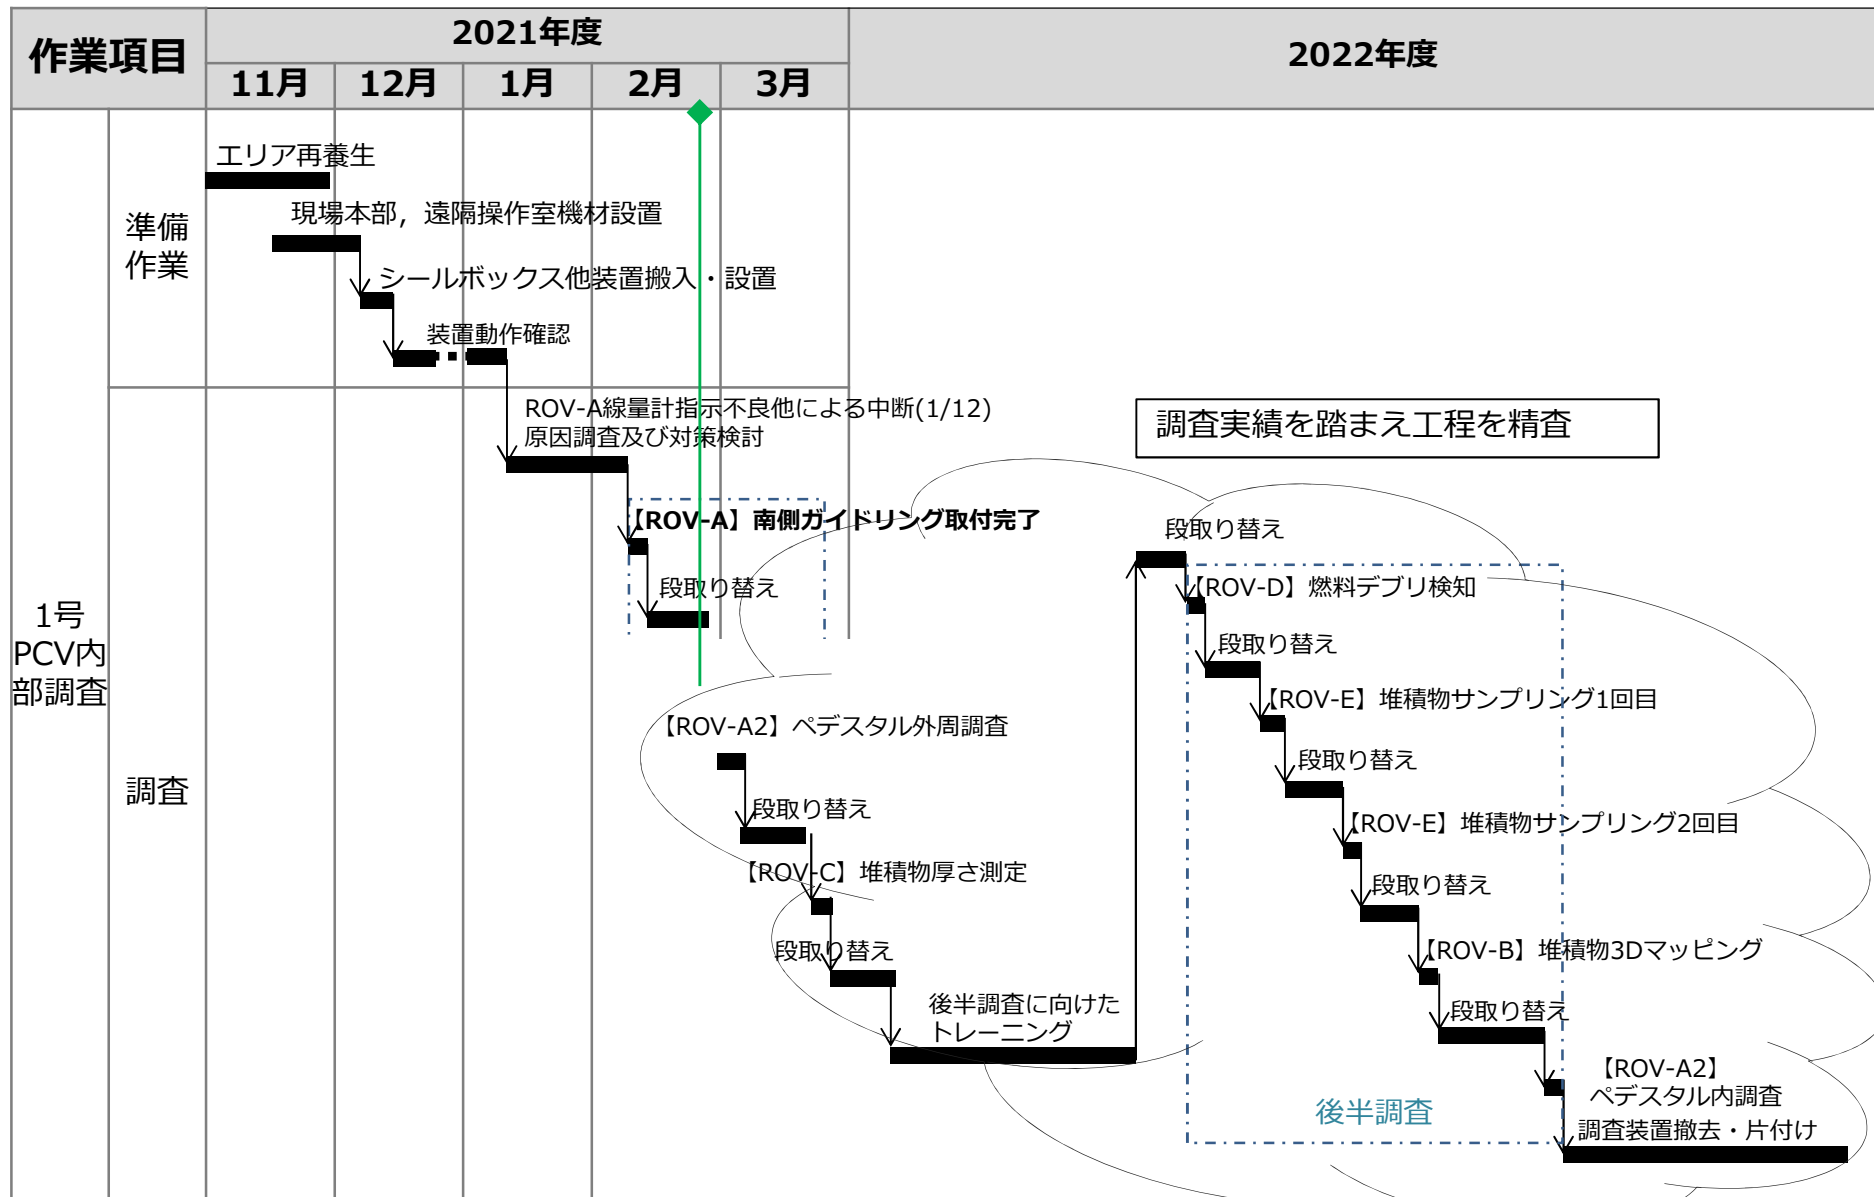 作業項目
2021年度
2022年度
11月
12月
1月
2月
3月
1号
PCV内
部調査
準備
作業
エリア再養生
現場本部，遠隔操作室機材設置
シールボックス他装置搬入・設置
装置動作確認
調査
ROV-A線量計指示不良他による中断(1/12)
原因調査及び対策検討
【ROV-A】南側ガイドリング取付完了
段取り替え
【ROV-A2】ペデスタル外周調査
段取り替え
【ROV-C】堆積物厚さ測定
段取り替え
後半調査に向けた
トレーニング
調査実績を踏まえ工程を精査
段取り替え
【ROV-D】燃料デブリ検知
段取り替え
【ROV-E】堆積物サンプリング1回目
段取り替え
【ROV-E】堆積物サンプリング2回目
段取り替え
【ROV-B】堆積物3Dマッピング
段取り替え
【ROV-A2】
ペデスタル内調査
後半調査
調査装置撤去・片付け